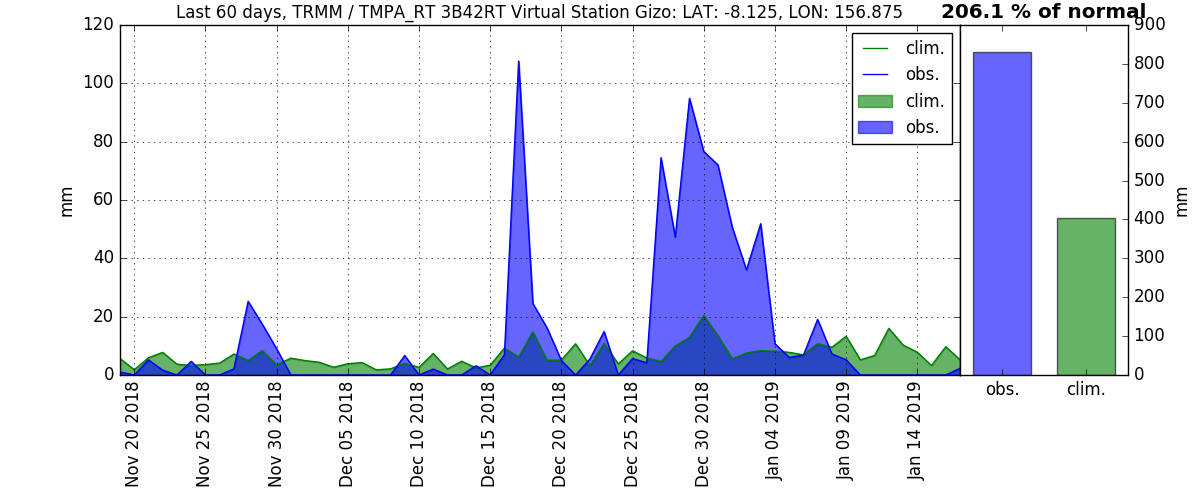 Last 60 days, TRMM / TMPA_RT 3B42RT Virtual Station Gizo: LAT: -8.125, LON: 156.875
206.1 % of normal
120
100
80
60
40
20
0
mm
clim.
obs.
clim.
obs.
Nov 20 2018
Nov 25 2018
Nov 30 2018
Dec 05 2018
Dec 10 2018
Dec 15 2018
Dec 20 2018
Dec 25 2018
Dec 30 2018
Jan 04 2019
Jan 09 2019
Jan 14 2019
900
800
700
600
500
400
300
200
100
0
mm
obs.
clim.